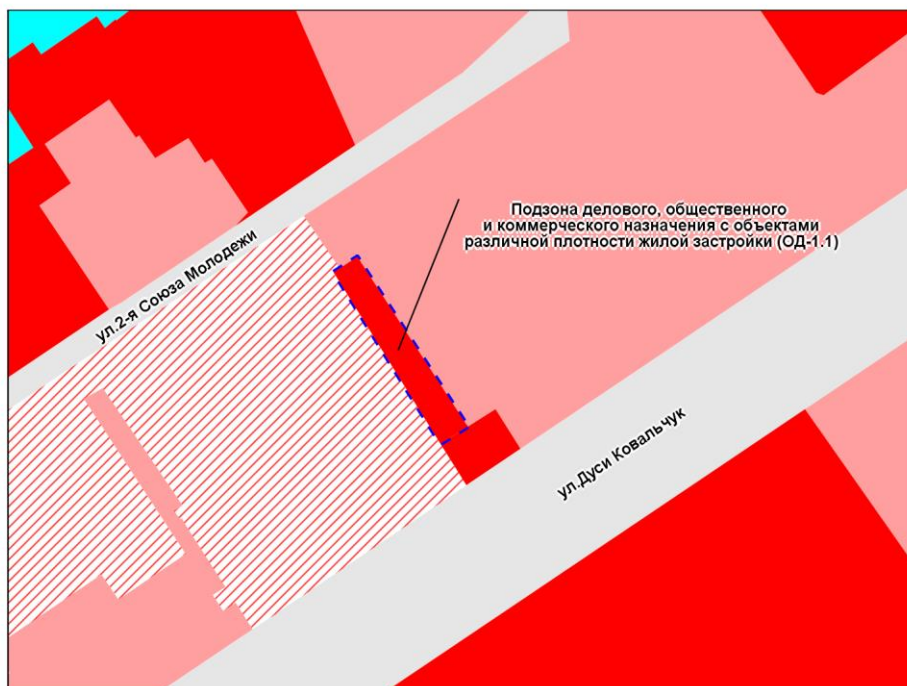 Подзона делового, общественного
и коммерческого назначения с объектами
различной плотности жилой застройки (ОД-1.1)
ул.2-я Союза Молодежи
ул.Дуси Ковальчук